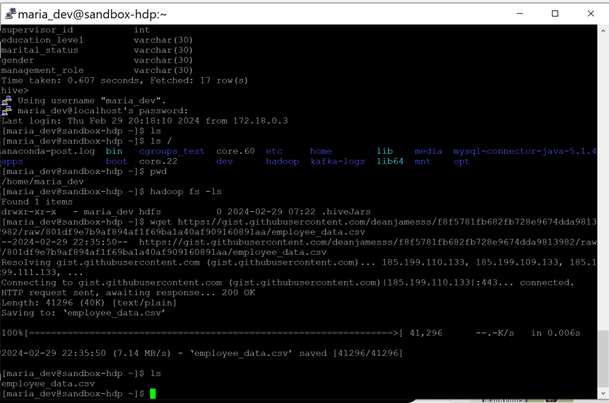 maria_dev@sandbox-hdp:~
supervisor_id int
education_level varchar(30)
marital_status varchar(30)
gender varchar(30)
management_role varchar(30)
Time taken: 0.607 seconds, Fetched: 17 row(s)
hive>
Using username "maria_dev".
maria_dev@localhost's password:
Last login: Thu Feb 29 20:18:10 2024 from 172.18.0.3
[maria_dev@sandbox-hdp ~]$ ls
[maria_dev@sandbox-hdp ~]$ ls /
anaconda-post.log bin cgroups_test core.60 etc home lib media mysql-connector-java-5.1.4
apps boot core.22 dev hadoop kafka-logs lib64 mnt opt
[maria_dev@sandbox-hdp ~]$ pwd
/home/maria_dev
[maria_dev@sandbox-hdp ~]$ hadoop fs -ls
Found 1 items
drwxr-xr-x - maria_dev hdfs 0 2024-02-29 07:22 .hiveJars
[maria_dev@sandbox-hdp ~]$ wget https://gist.githubusercontent.com/deanjamesss/f8f5781fb682fb728e9674dda9813
982/raw/801df9e7b9af894af1f69ba1a40af909160891aa/employee_data.csv
--2024-02-29 22:35:50-- https://gist.githubusercontent.com/deanjamesss/f8f5781fb682fb728e9674dda9813982/raw
/801df9e7b9af894af1f69ba1a40af909160891aa/employee_data.csv
Resolving gist.githubusercontent.com (gist.githubusercontent.com)... 185.199.110.133, 185.199.109.133, 185.1
99.111.133, ...
Connecting to gist.githubusercontent.com (gist.githubusercontent.com)|185.199.110.133|:443... connected.
HTTP request sent, awaiting response... 200 OK
Length: 41296 (40K) [text/plain]
Saving to: ‘employee_data.csv’
100%[==================================================================>] 41,296 --.-K/s in 0.006s
2024-02-29 22:35:50 (7.14 MB/s) - ‘employee_data.csv’ saved [41296/41296]
[maria_dev@sandbox-hdp ~]$ ls
employee_data.csv
[maria_dev@sandbox-hdp ~]$